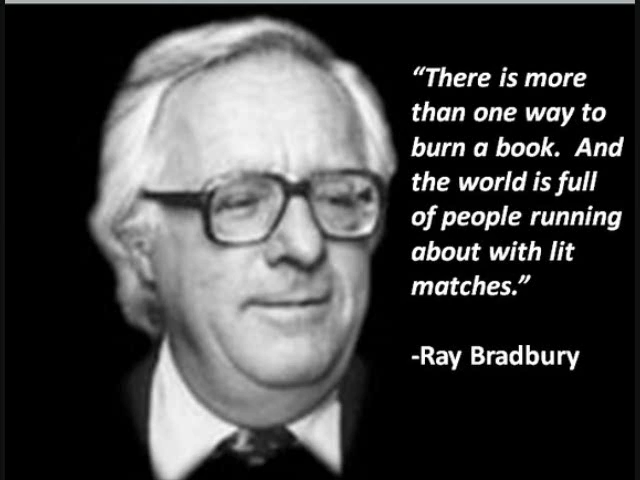 “There is more
than one way to
burn a book.  And
the world is full
of people running
about with lit
matches.”
-Ray Bradbury